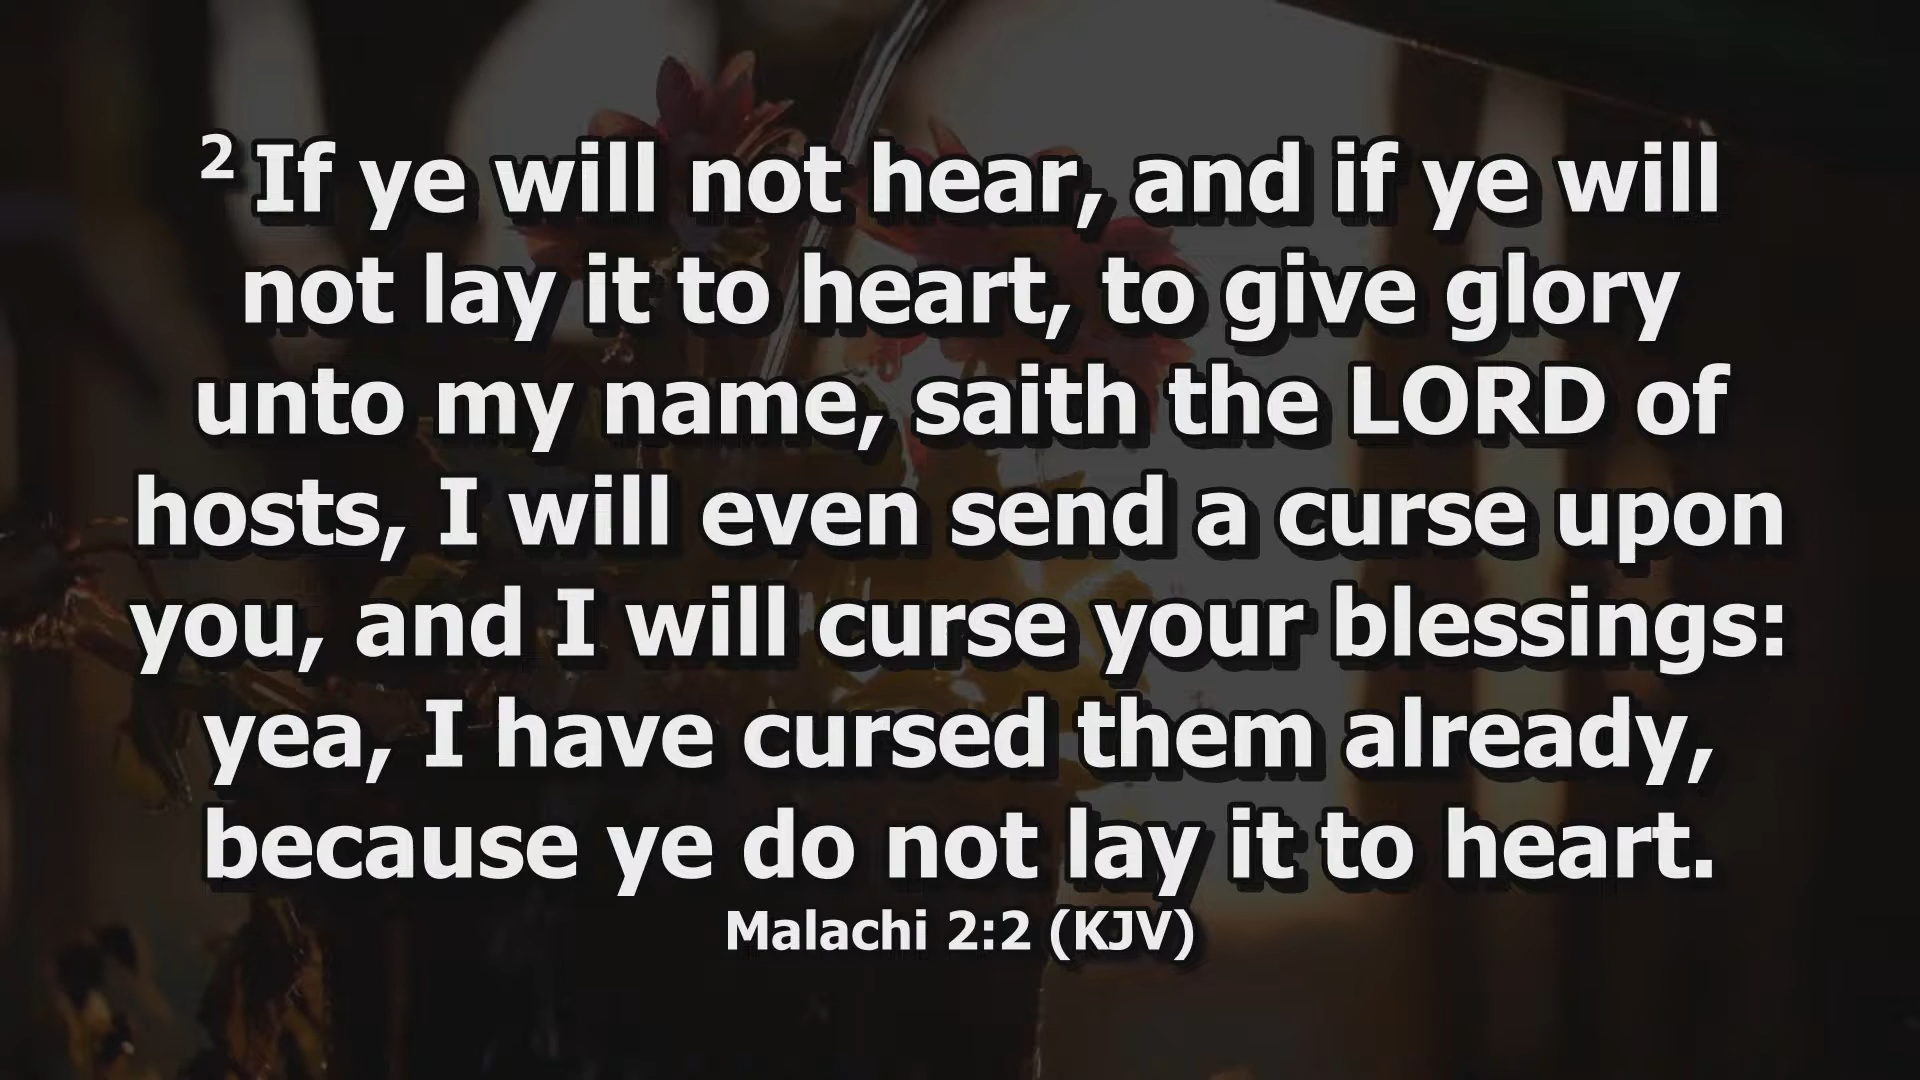 2 If ye will not hear, and if ye will
not lay it to heart, to give glory
unto my name, saith the LORD of
hosts, I will even send a curse upon
you, and I will curse your blessings:
yea, I have cursed them already,
because ye do not lay it to heart.
Malachi 2:2 (KJV)